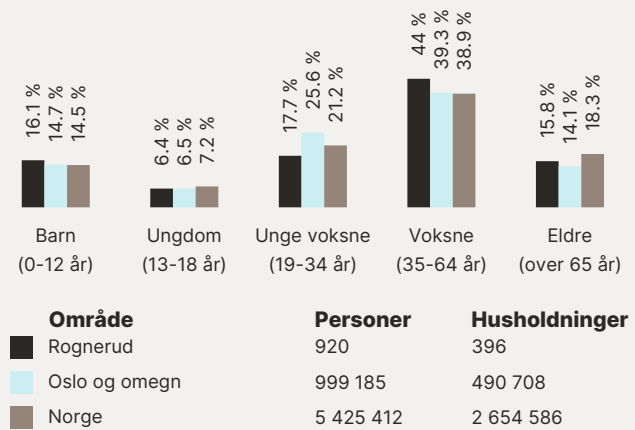 16.1 %
14.7 %
14.5 %
6.4 %
6.5 %
7.2 %
17.7 %
25.6 %
21.2 %
44 %
39.3 %
38.9 %
15.8 %
14.1 %
18.3 %
Barn
(0-12 år)
Ungdom
(13-18 år)
Unge voksne
(19-34 år)
Voksne
(35-64 år)
Eldre
(over 65 år)
Område Personer Husholdninger
Rognerud 920 396
Oslo og omegn 999 185 490 708
Norge 5 425 412 2 654 586